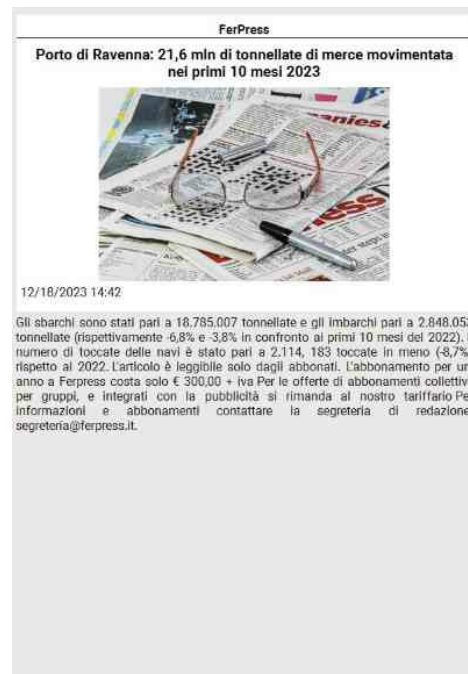 FerPress
Porto di Ravenna: 21,6 mln di tonnellate di merce movimentata
nei primi 10 mesi 2023
12/18/2023 14:42
Gli sbarchi sono stati pari a 18.785.007 tonnellate e gli imbarchi pari a 2.848.053
tonnellate (rispettivamente -6,8% e -3,8% in confronto ai primi 10 mesi del 2022).
numero di toccate delle navi è stato pari a 2.114, 183 toccate in meno (-8,7%
rispetto al 2022. L'articolo è leggibile solo dagli abbonati. L'abbonamento per un
anno a Ferpress costa solo € 300,00 + iva Per le offerte di abbonamenti collettiv
per gruppi, e integrati con la pubblicità si rimanda al nostro tariffario Pe
informazioni e abbonamenti contattare la segreteria di redazione
segreteria@ferpress.it.